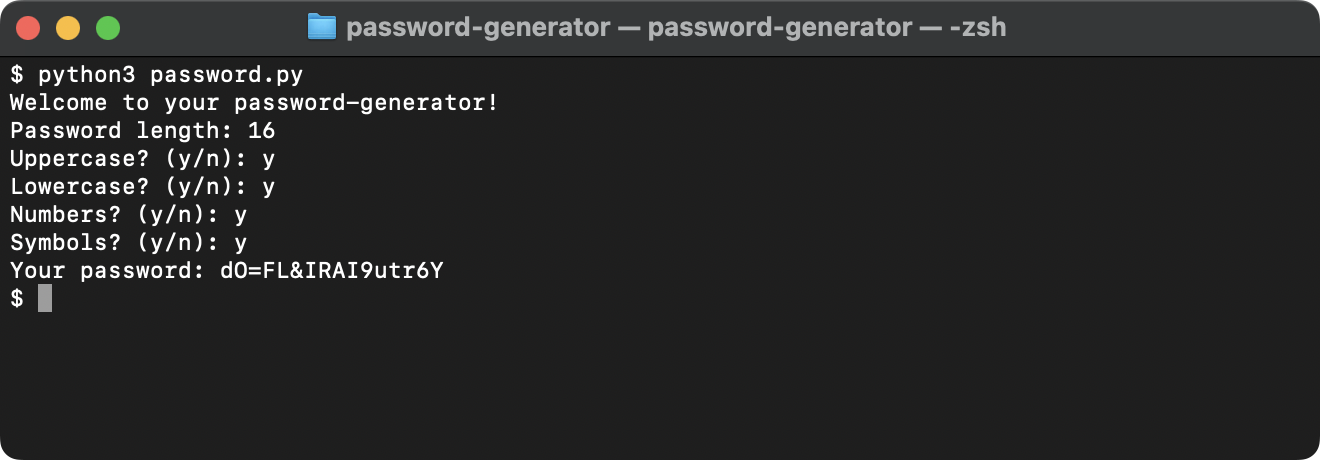 password-generator — password-generator — -zsh
$ python3 password.py
Welcome to your password-generator!
Password length: 16
Uppercase? (y/n): y
Lowercase? (y/n): y
Numbers? (y/n): y
Symbols? (y/n): y
Your password: dO=FL&IRAI9utr6Y
$